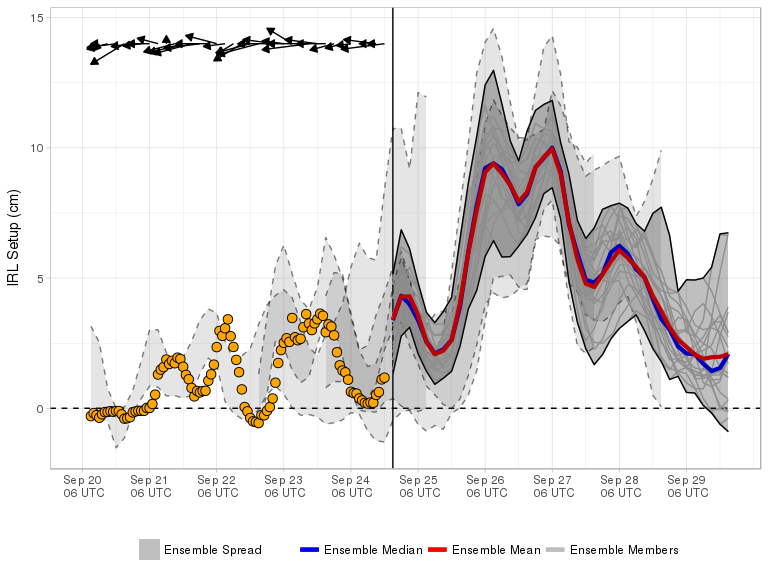 15
10
5
0
IRL Setup (cm)
Sep 20 Sep 21 Sep 22 Sep 23 Sep 24 Sep 25 Sep 26 Sep 27 Sep 28 Sep 29
06 UTC 06 UTC 06 UTC 06 UTC 06 UTC 06 UTC 06 UTC 06 UTC 06 UTC 06 UTC
Ensemble Spread Ensemble Median Ensemble Mean Ensemble Members